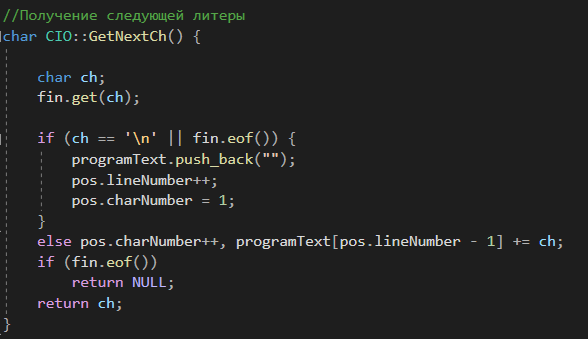 //Получение следующей литеры
char CIO::GetNextCh() {
char ch;
fin.get(ch);
if (ch == '\n' || fin.eof()) {
programText.push_back("");
pos.lineNumber++;
pos.charNumber = 1;
}
else pos.charNumber++, programText[pos.lineNumber - 1] += ch;
if (fin.eof())
return NULL;
return ch;
}